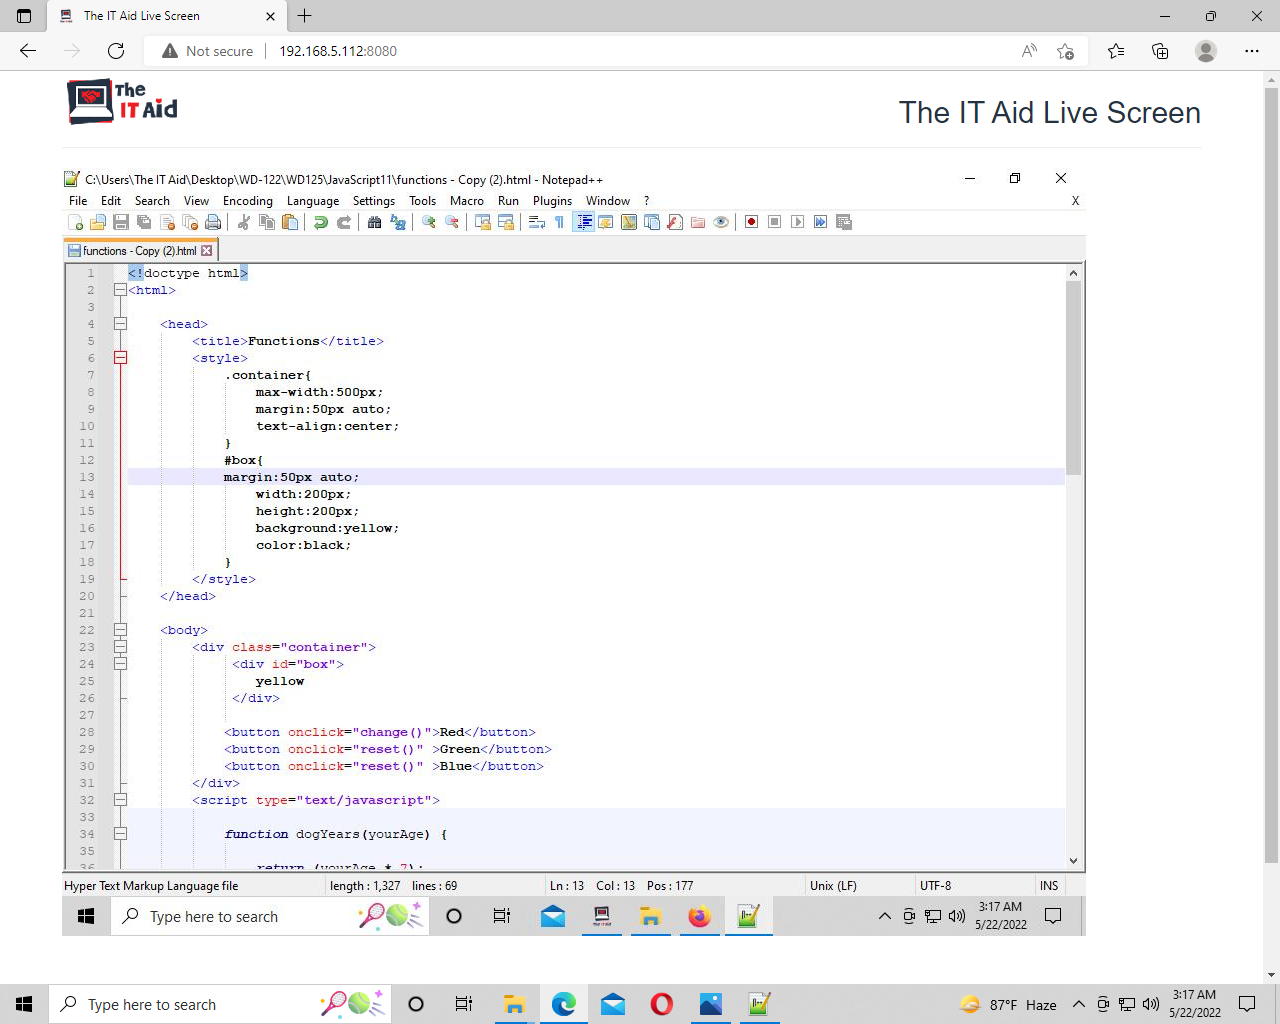 The IT Aid Live Screen
Not secure
192.168.5.112:8080
The
IT Aid
The IT Aid Live Screen
C:\Users\The IT Aid\Desktop\WD-122\WD125\JavaScript11\functions - Copy (2).html - Notepad++
File Edit Search View Encoding Language Settings Tools Macro Run Plugins Window ? X
functions - Copy (2).html
1 <!doctype html>
2 <html>
3
4 <head>
5 <title>Functions</title>
6 <style>
7 .container{
8 max-width:500px;
9 margin:50px auto;
10 text-align:center;
11 }
12 #box{
13 margin:50px auto;
14 width:200px;
15 height:200px;
16 background:yellow;
17 color:black;
18 }
19 </style>
20 </head>
21
22 <body>
23 <div class="container">
24 <div id="box">
25 yellow
26 </div>
27
28 <button onclick="change()">Red</button>
29 <button onclick="reset()" >Green</button>
30 <button onclick="reset()" >Blue</button>
31 </div>
32 <script type="text/javascript">
33
34 function dogYears(yourAge) {
35
36 return (yourAge * 7);
Hyper Text Markup Language file length : 1,327 lines : 69 Ln : 13 Col : 13 Pos : 177 Unix (LF) UTF-8 INS
Type here to search
3:17 AM
5/22/2022
Type here to search
87°F Haze
3:17 AM
5/22/2022